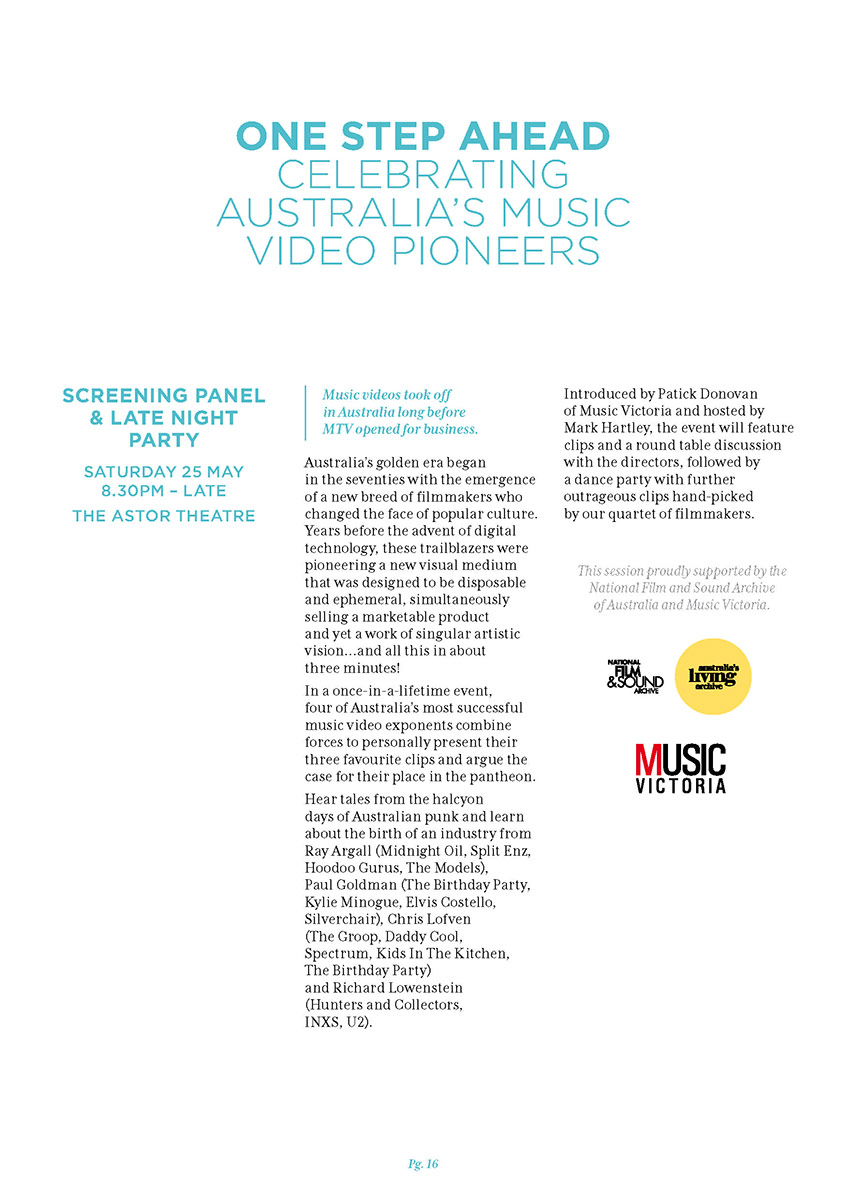 ONE STEP AHEAD
CELEBRATING
AUSTRALIA'S MUSIC
VIDEO PIONEERS
SCREENING PANEL
& LATE NIGHT
PARTY
SATURDAY 25 MAY
8.30PM – LATE
THE ASTOR THEATRE
Music videos took off
in Australia long before
MTV opened for business.
Australia's golden era began
in the seventies with the emergence
of a new breed of filmmakers who
changed the face of popular culture.
Years before the advent of digital
technology, these trailblazers were
pioneering a new visual medium
that was designed to be disposable
and ephemeral, simultaneously
selling a marketable product
and yet a work of singular artistic
vision…and all this in about
three minutes!
In a once-in-a-lifetime event,
four of Australia's most successful
music video exponents combine
forces to personally present their
three favourite clips and argue the
case for their place in the pantheon.
Hear tales from the halcyon
days of Australian punk and learn
about the birth of an industry from
Ray Argall (Midnight Oil, Split Enz,
Hoodoo Gurus, The Models),
Paul Goldman (The Birthday Party,
Kylie Minogue, Elvis Costello,
Silverchair), Chris Lofven
(The Groop, Daddy Cool,
Spectrum, Kids In The Kitchen,
The Birthday Party)
and Richard Lowenstein
(Hunters and Collectors,
INXS, U2).
Introduced by Patick Donovan
of Music Victoria and hosted by
Mark Hartley, the event will feature
clips and a round table discussion
with the directors, followed by
a dance party with further
outrageous clips hand-picked
by our quartet of filmmakers.
This session proudly supported by the
National Film and Sound Archive
of Australia and Music Victoria.
NATIONAL
FILM
&SOUND
ARCHIVE
australia's
living
archive
MUSIC
VICTORIA
Pg. 16